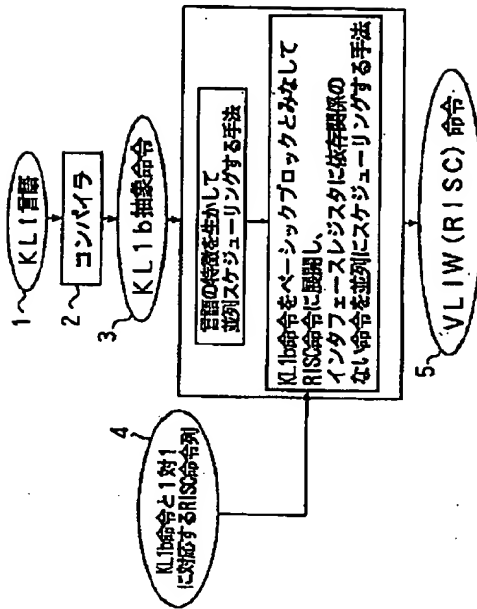 1
KL1言語
2
コンパイラ
3
KL1b抽象命令
言語の特徴を生かして
並列スケジューリングする手法
4
KL1b命令と1対1
に対応するRISC命令列
KL1b命令をベーシックブロックとみなして
RISC命令に展開し、
インタフェースレジスタに依存関係の
ない命令を並列にスケジューリングする手法
5
VLIW(RISC)命令